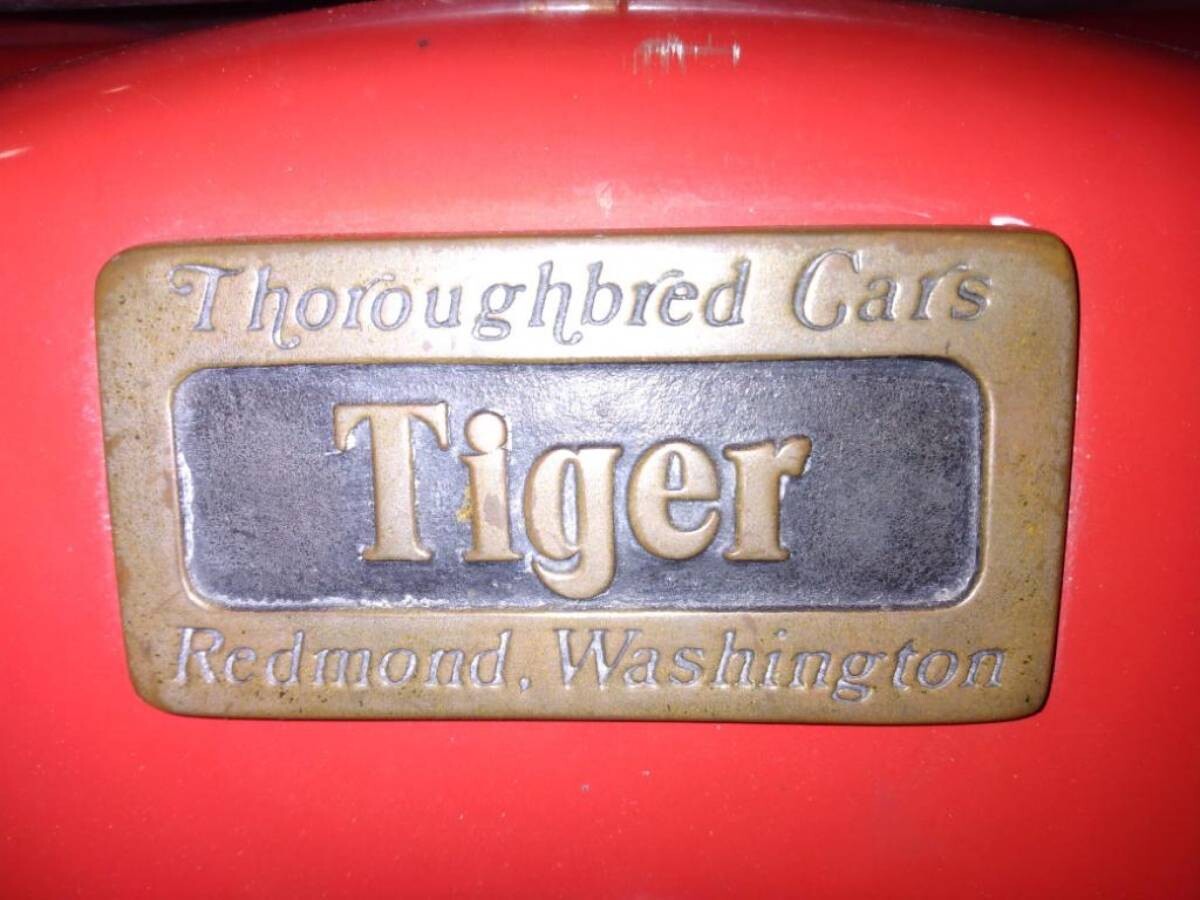 Thoroughbred Cars
Tiger
Redmond, Washington